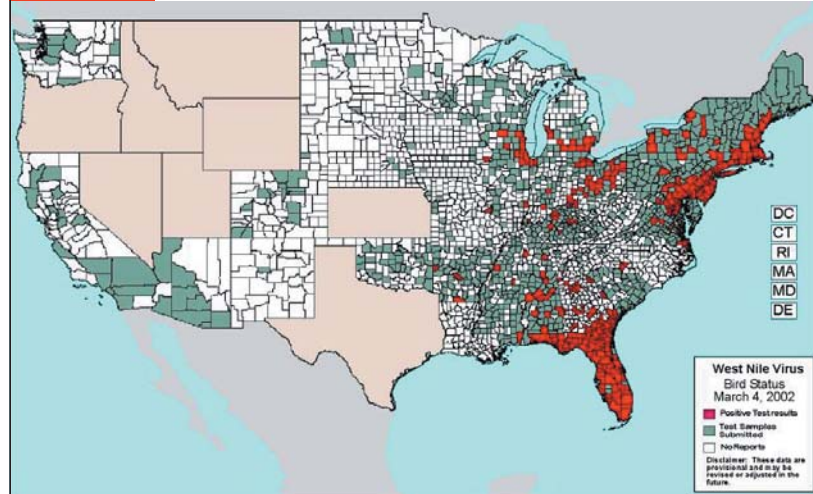 DC
CT
RI
MA
MD
DE
West Nile Virus
Bird Status
March 4, 2002
Positive Test results
Test Samples
Submitted
No Reports
Disclaimer: These data are
provisional and may be
revised or adjusted in the
future.